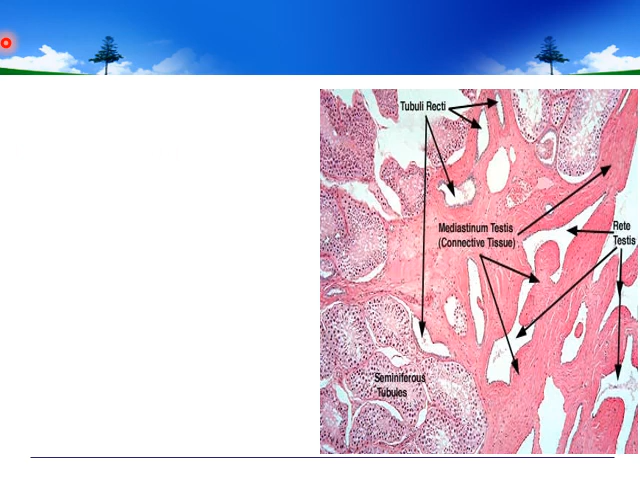 Tubuli Recti
Mediastinum Testis
(Connective Tissue)
Rete
Testis
Seminiferous
Tubules